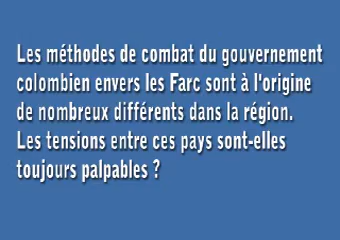 Les méthodes de combat du gouvernement
colombien envers les Farc sont à l'origine
de nombreux différents dans la région.
Les tensions entre ces pays sont-elles
toujours palpables ?